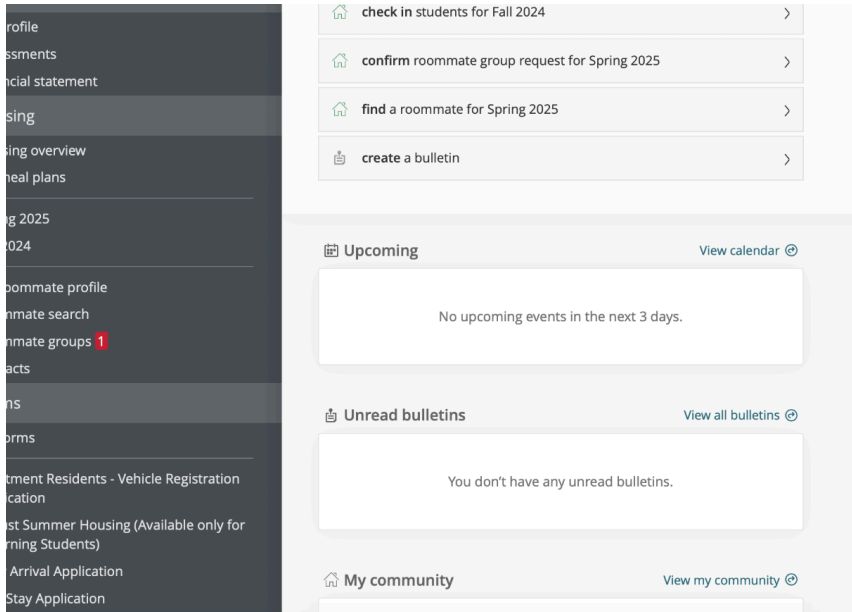 rofile
ssments
ncial statement
sing
sing overview
neal plans
ng 2025
2024
oommate profile
nmate search
nmate groups 1
acts
ns
orms
tment Residents - Vehicle Registration
ication
st Summer Housing (Available only for
rning Students)
Arrival Application
Stay Application
check in students for Fall 2024
confirm roommate group request for Spring 2025
find a roommate for Spring 2025
create a bulletin
Upcoming View calendar
No upcoming events in the next 3 days.
Unread bulletins View all bulletins
You don't have any unread bulletins.
My community View my community